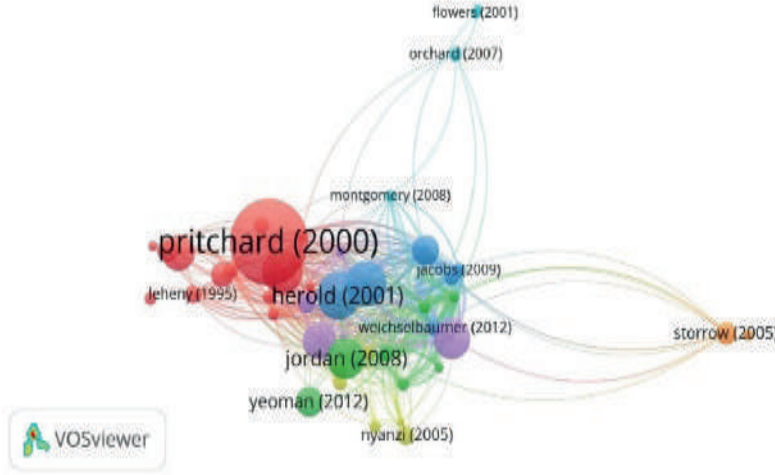 flowers (2001)
orchard (2007)
montgomery (2008)
pritchard (2000)
jacobs (2009)
leheny (1995)
herold (2001)
weichselbaumer (2012)
storrow (2005)
jordan (2008)
yeoman (2012)
nyanzi (2005)
VOSviewer